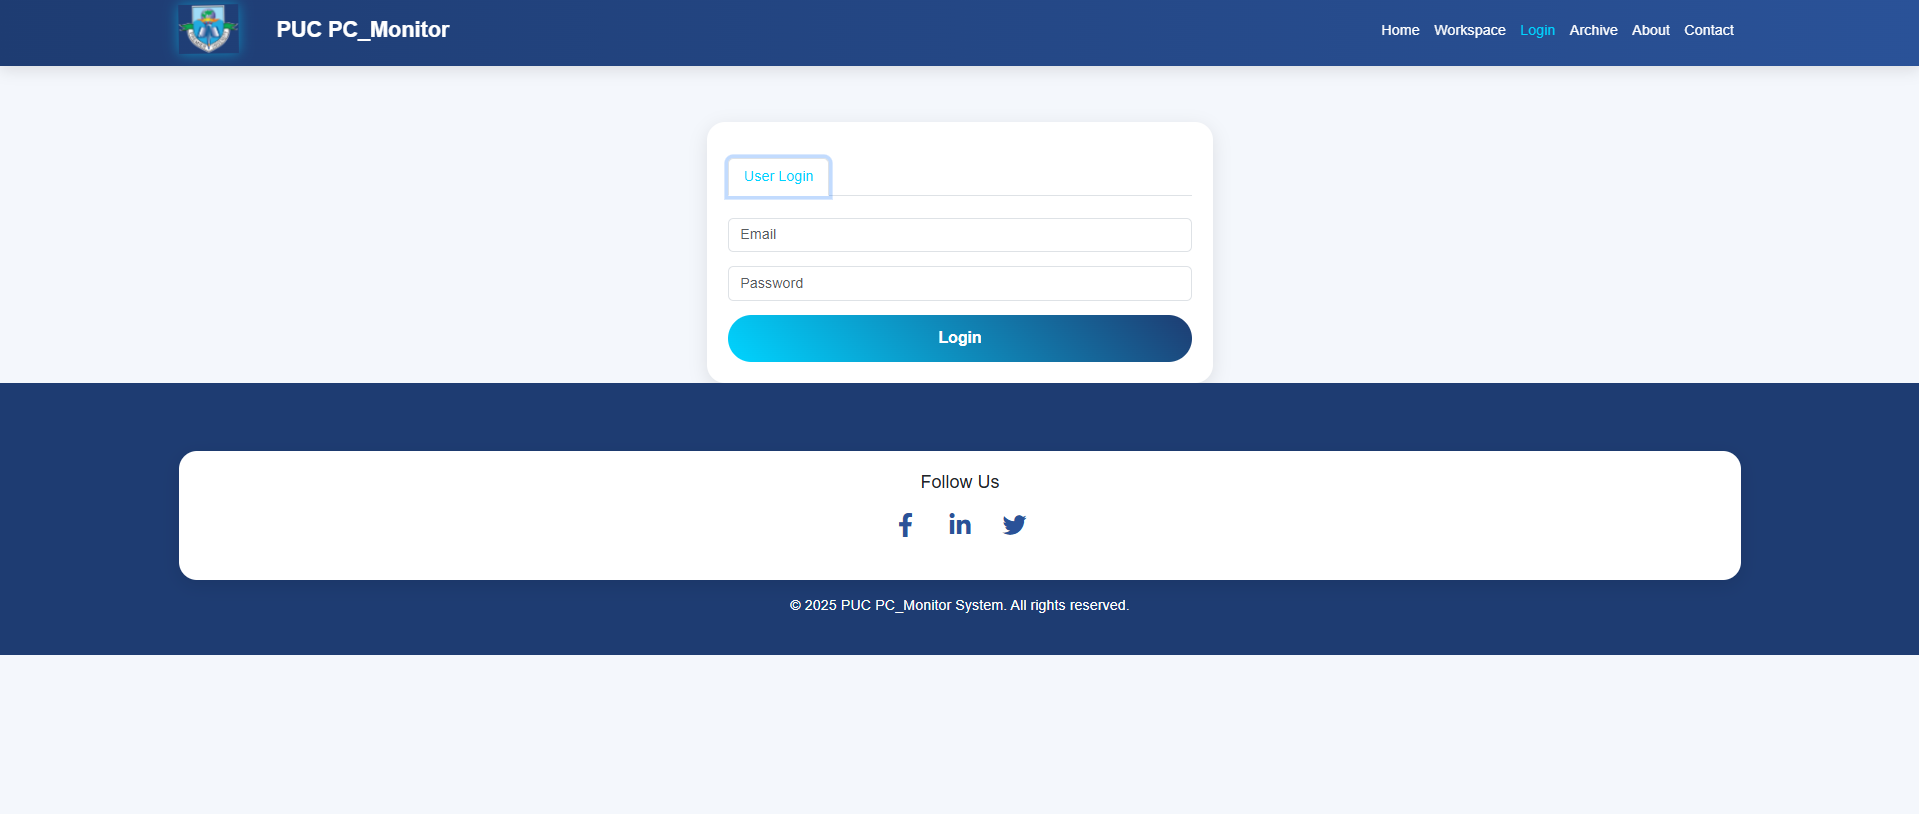 PUC PC_Monitor
Home Workspace Login Archive About Contact
User Login
Email
Password
Login
Follow Us
© 2025 PUC PC_Monitor System. All rights reserved.